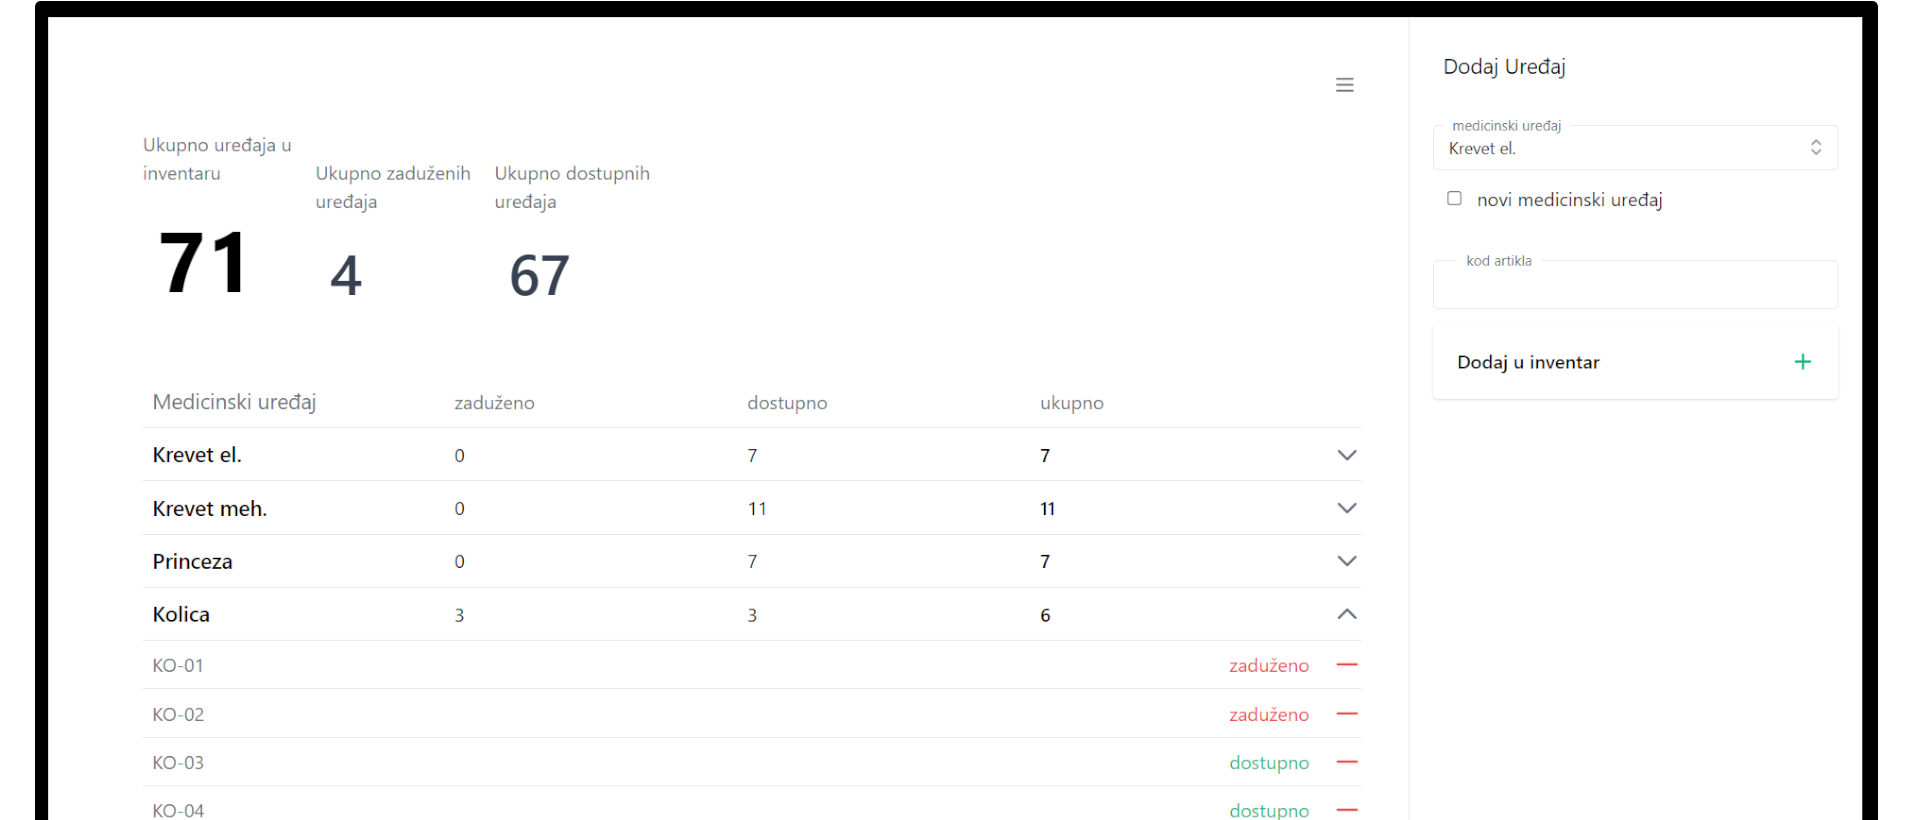 Ukupno uređaja u
inventaru
71
Ukupno zaduženih
uređaja
4
Ukupno dostupnih
uređaja
67
Medicinski uređaj zaduženo dostupno ukupno
Krevet el. 0 7 7
Krevet meh. 0 11 11
Princeza 0 7 7
Kolica 3 3 6
KO-01 zaduženo
KO-02 zaduženo
KO-03 dostupno
KO-04 dostupno
Dodaj Uređaj
medicinski uređaj
Krevet el.
novi medicinski uređaj
kod artikla
Dodaj u inventar